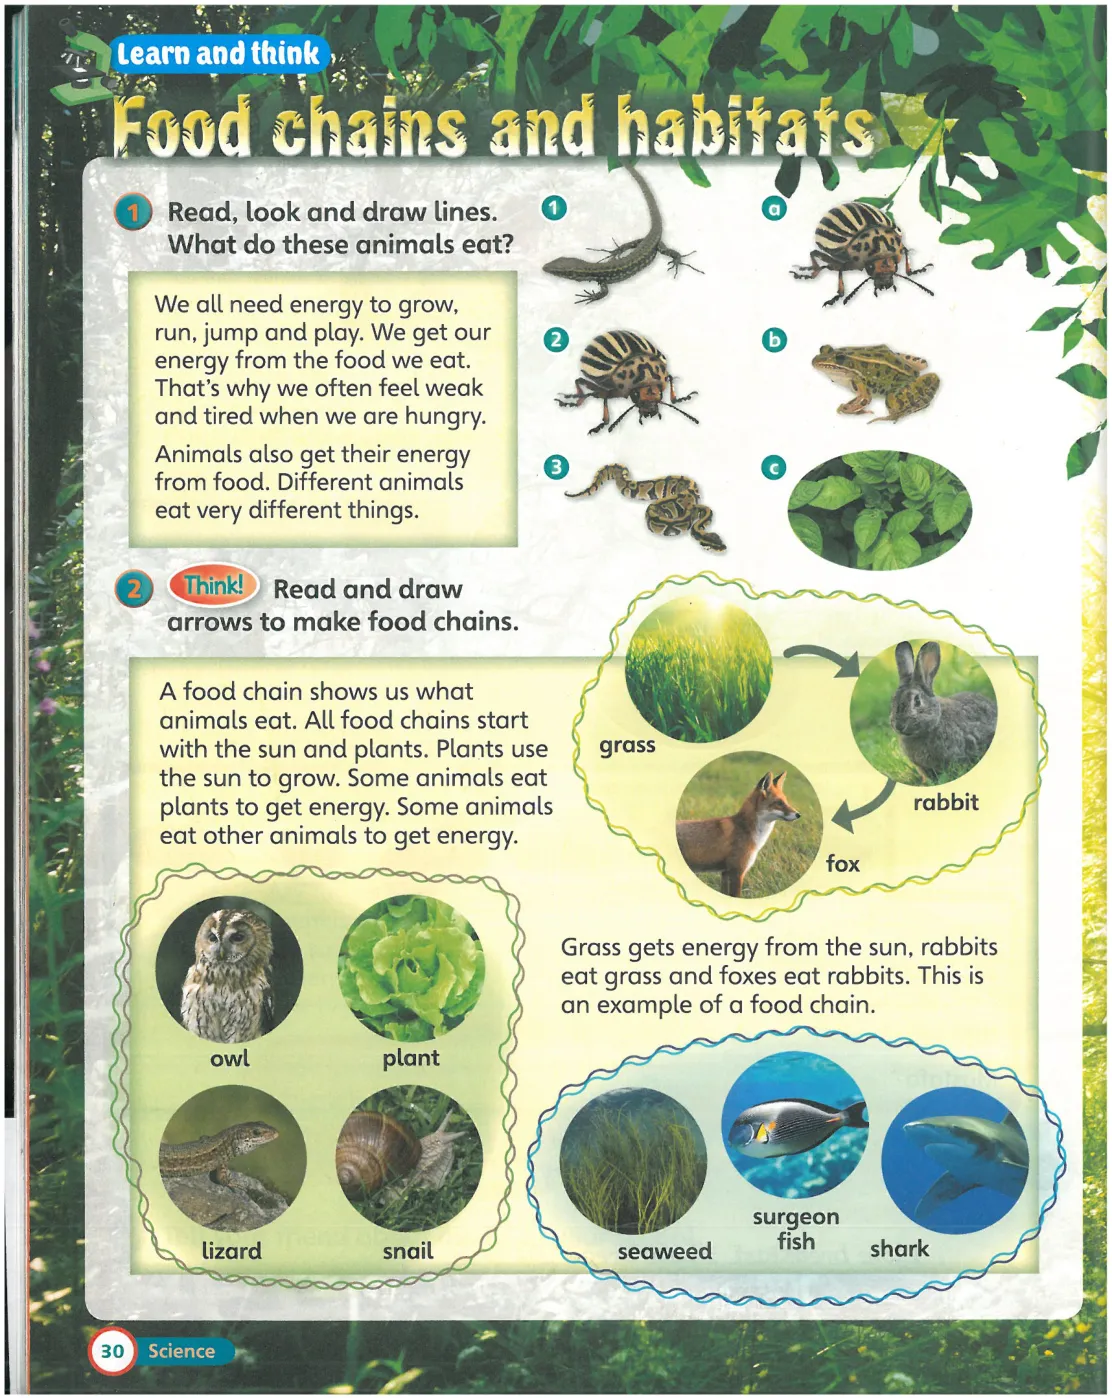 Learn and think
Food chains and habitats
1 Read, look and draw lines.
What do these animals eat?
We all need energy to grow,
run, jump and play. We get our
energy from the food we eat.
That's why we often feel weak
and tired when we are hungry.
Animals also get their energy
from food. Different animals
eat very different things.
1
a
2
b
3
c
2 Think! Read and draw
arrows to make food chains.
A food chain shows us what
animals eat. All food chains start
with the sun and plants. Plants use
the sun to grow. Some animals eat
plants to get energy. Some animals
eat other animals to get energy.
grass
rabbit
fox
Grass gets energy from the sun, rabbits
eat grass and foxes eat rabbits. This is
an example of a food chain.
owl
plant
lizard
snail
seaweed
surgeon
fish
shark
30 Science